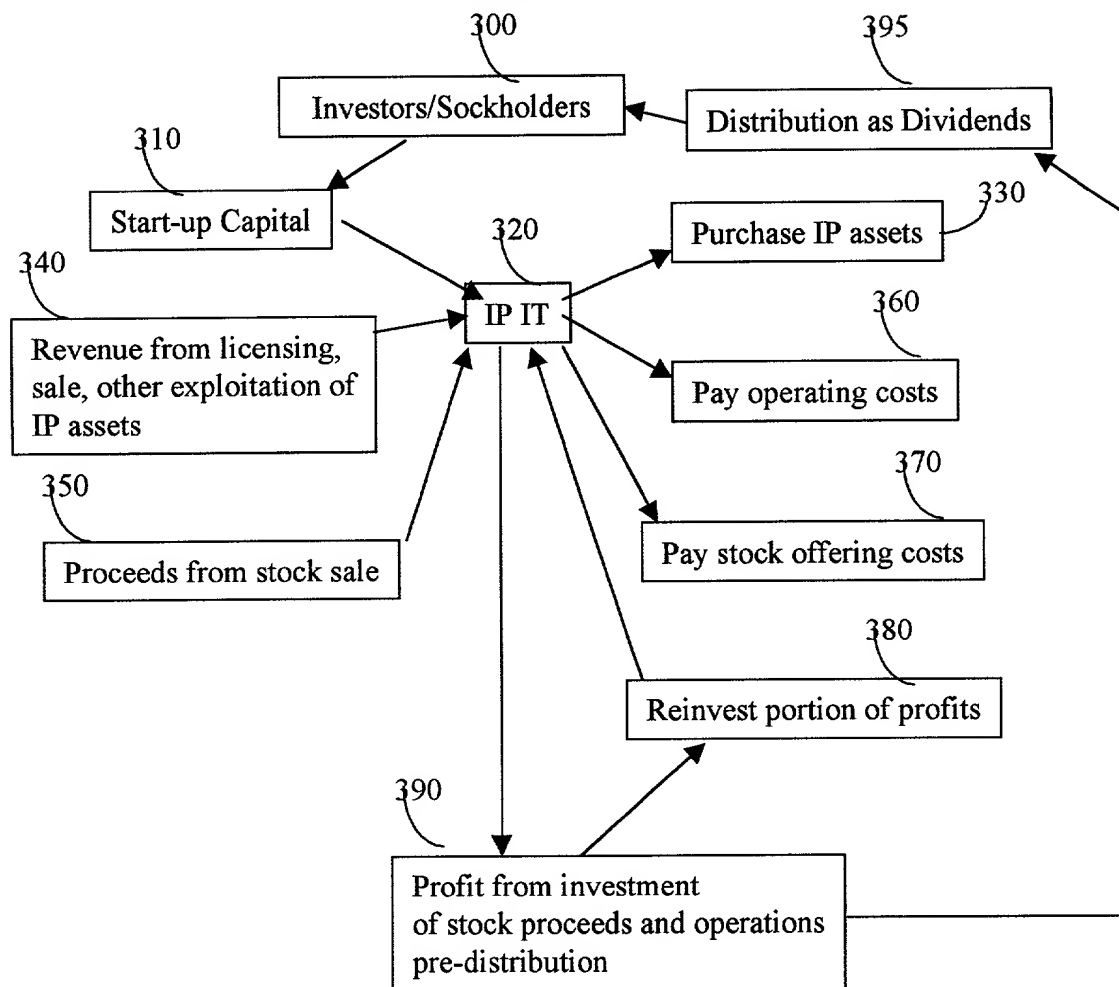 300
395
Investors/Sockholders
Distribution as Dividends
310
Start-up Capital
330
Purchase IP assets
320
340
IP IT
360
Revenue from licensing,
sale, other exploitation of
IP assets
Pay operating costs
350
370
Proceeds from stock sale
Pay stock offering costs
380
Reinvest portion of profits
390
Profit from investment
of stock proceeds and operations
pre-distribution